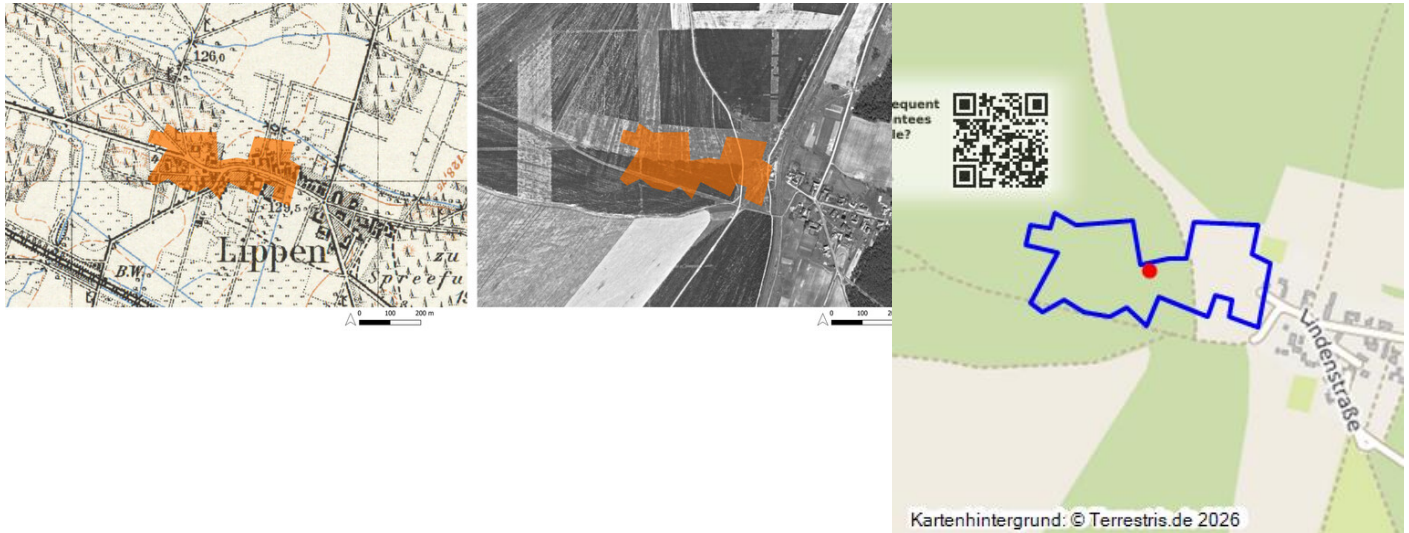 126,0
129,5
Lippen
B.W.
zu
Spreefu
0 100 200 m
0 100
equent
ntees
le?
Lindenstraße
Kartenhintergrund: © Terrestris.de 2026